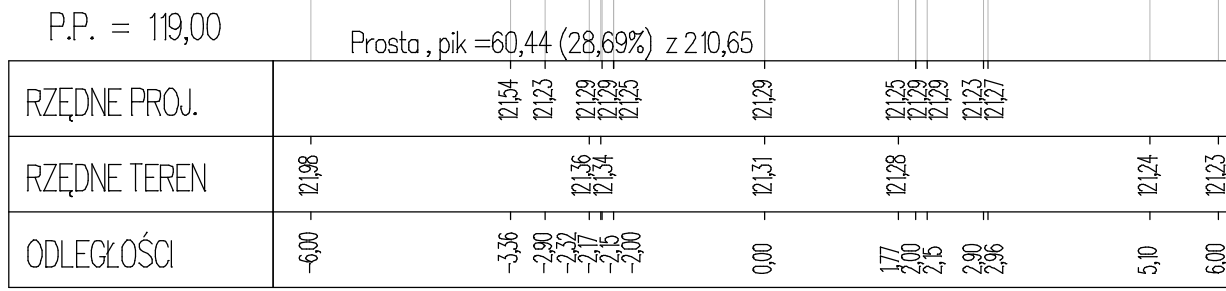 P.P. = 119,00
Prosta , pik =60,44 (28,69%) z 210,65
RZĘDNE PROJ. 121,54 121,23 121,29 121,29 121,25 121,29 121,25 121,29 121,29 121,23 121,27
RZĘDNE TEREN 121,98 121,36 121,34 121,31 121,28 121,24 121,23
ODLEGŁOŚCI -6,00 -3,36 -2,90 -2,32 -2,17 -2,15 -2,00 0,00 1,77 2,00 2,15 2,90 2,96 5,10 6,00